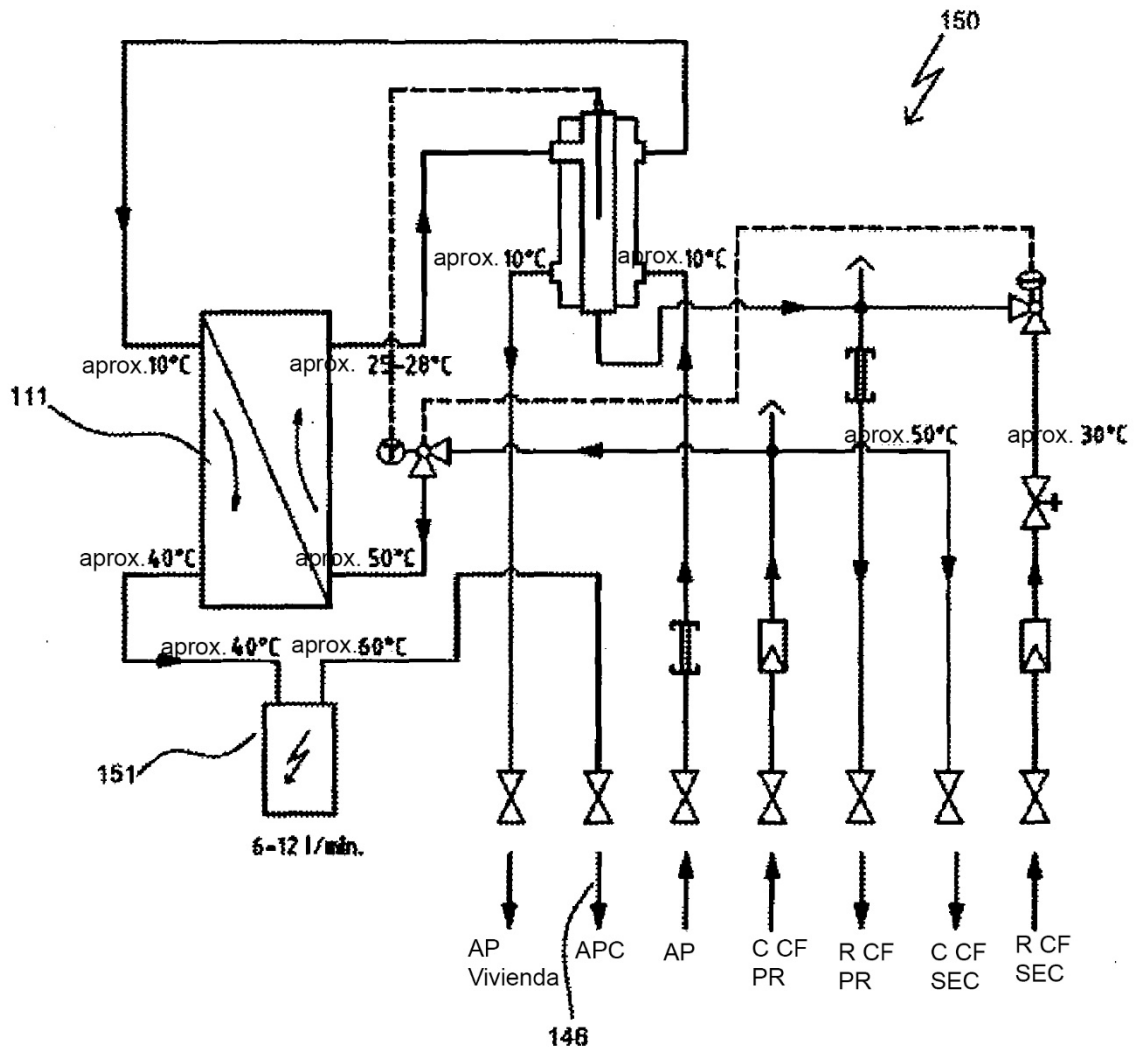 150
aprox. 10°C
aprox. 10°C
aprox. 10°C
aprox. 25-28°C
111
aprox. 50°C
aprox. 30°C
aprox. 40°C
aprox. 50°C
aprox. 40°C
aprox. 60°C
151
6-12 l/min.
AP
Vivienda
APC
AP
C CF
PR
R CF
PR
C CF
SEC
R CF
SEC
146